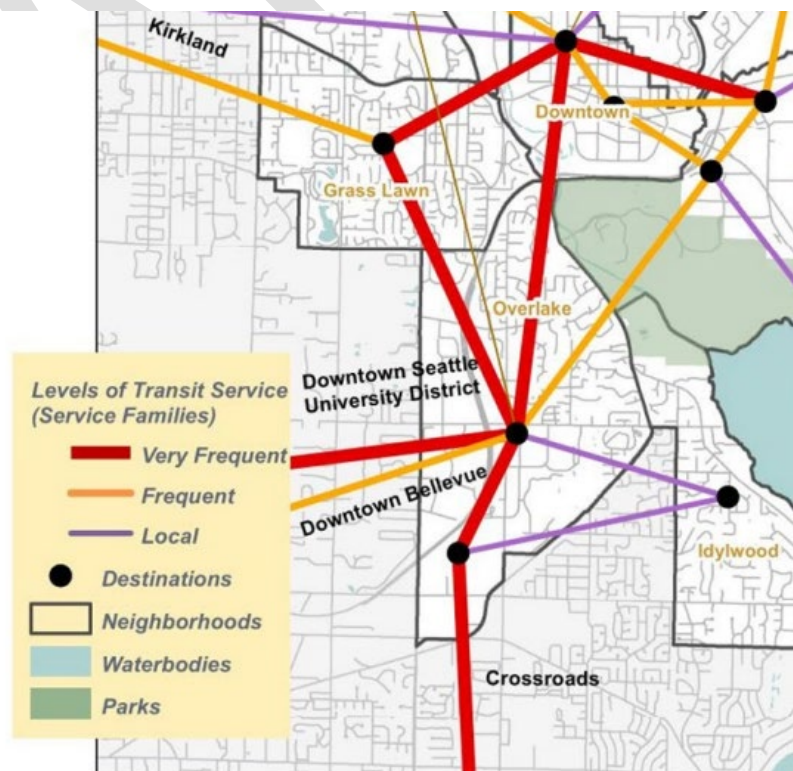 Kirkland
Downtown
Grass Lawn
Overlake
Downtown Seattle
University District
Downtown Bellevue
Idylwood
Crossroads
Levels of Transit Service
(Service Families)
Very Frequent
Frequent
Local
Destinations
Neighborhoods
Waterbodies
Parks